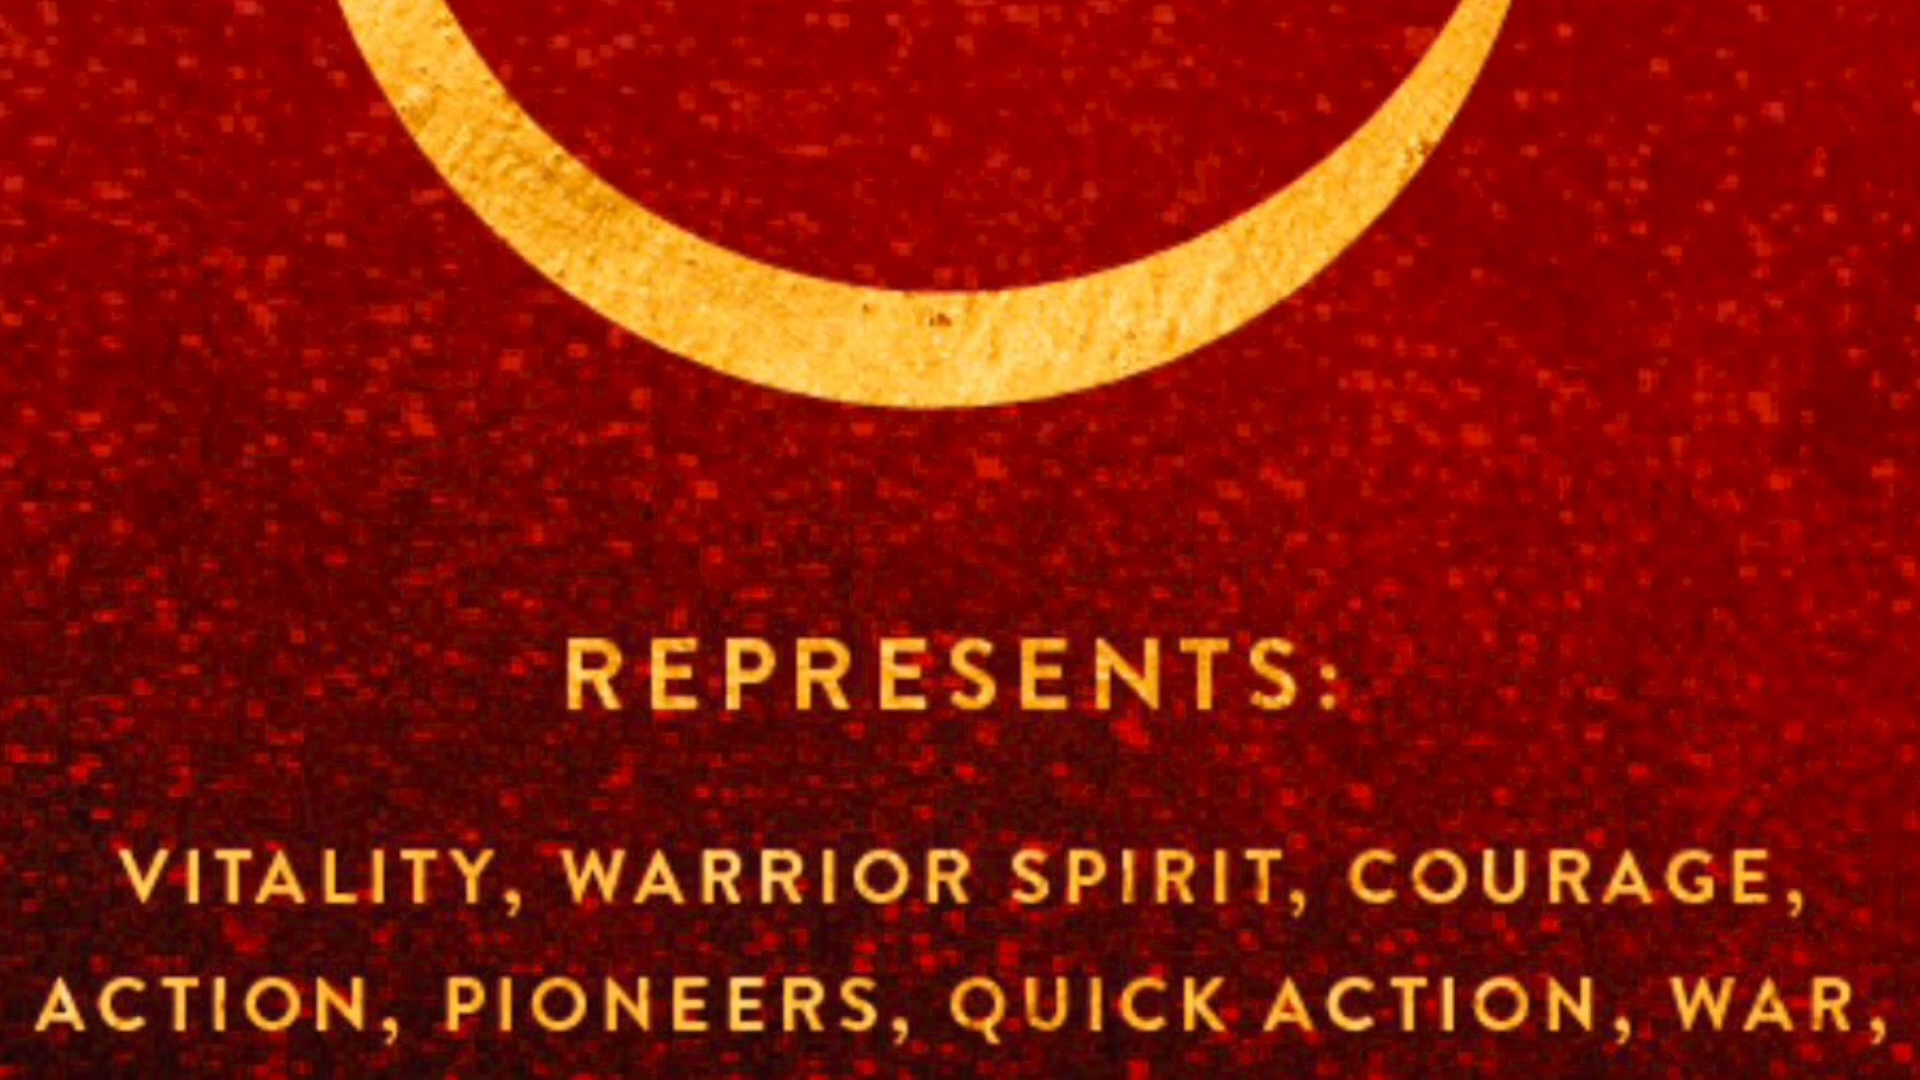 REPRESENTS:
VITALITY, WARRIOR SPIRIT, COURAGE,
ACTION, PIONEERS, QUICK ACTION, WAR,